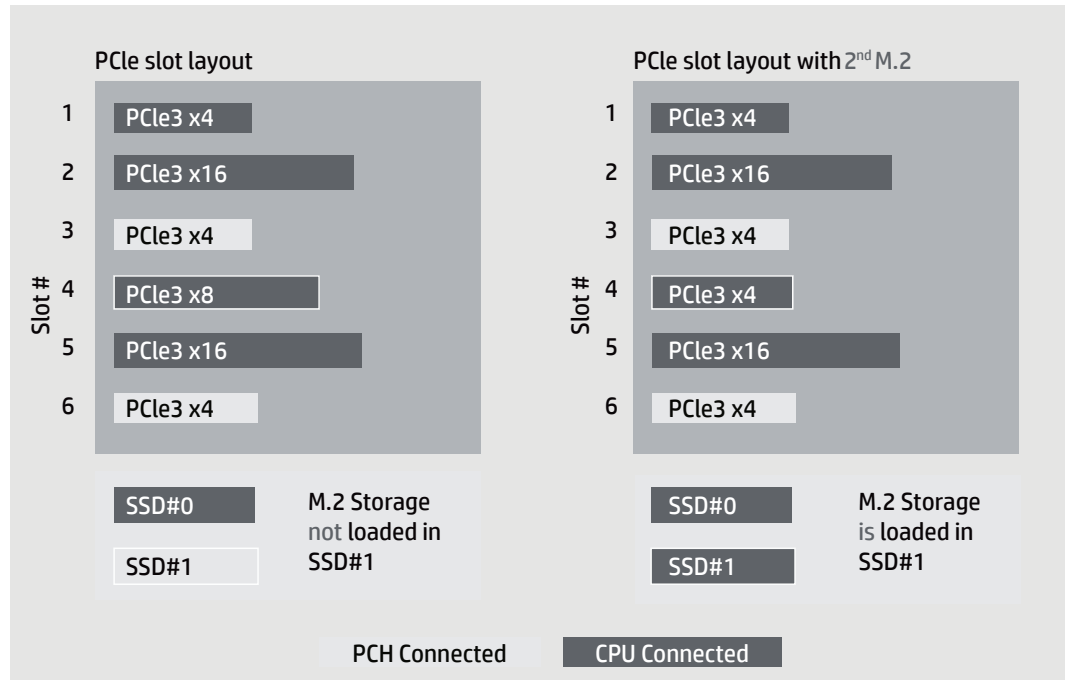 PCIe slot layout
Slot #
1
PCIe3 x4
2
PCIe3 x16
3
PCIe3 x4
4
PCIe3 x8
5
PCIe3 x16
6
PCIe3 x4
SSD#0
SSD#1
M.2 Storage
not loaded in
SSD#1
PCIe slot layout with 2nd M.2
Slot #
1
PCIe3 x4
2
PCIe3 x16
3
PCIe3 x4
4
PCIe3 x4
5
PCIe3 x16
6
PCIe3 x4
SSD#0
SSD#1
M.2 Storage
is loaded in
SSD#1
PCH Connected
CPU Connected